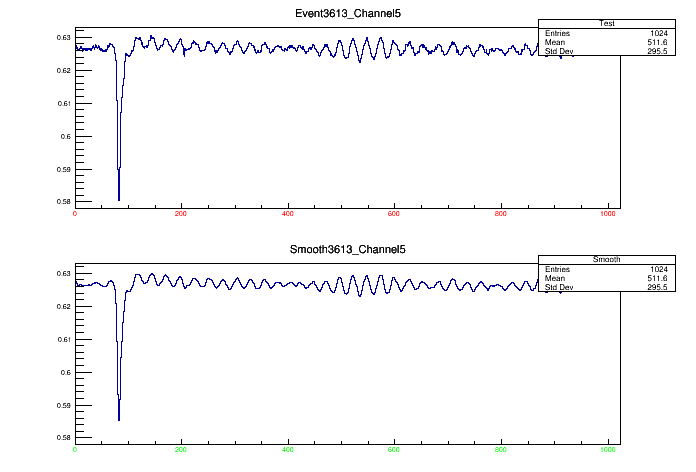 Event3613_Channel5
Test
Entries 1024
Mean 511.6
Std Dev 295.5
0.63
0.62
0.61
0.6
0.59
0.58
0 200 400 600 800 1000
Smooth3613_Channel5
Smooth
Entries 1024
Mean 511.6
Std Dev 295.5
0.63
0.62
0.61
0.6
0.59
0.58
0 200 400 600 800 1000